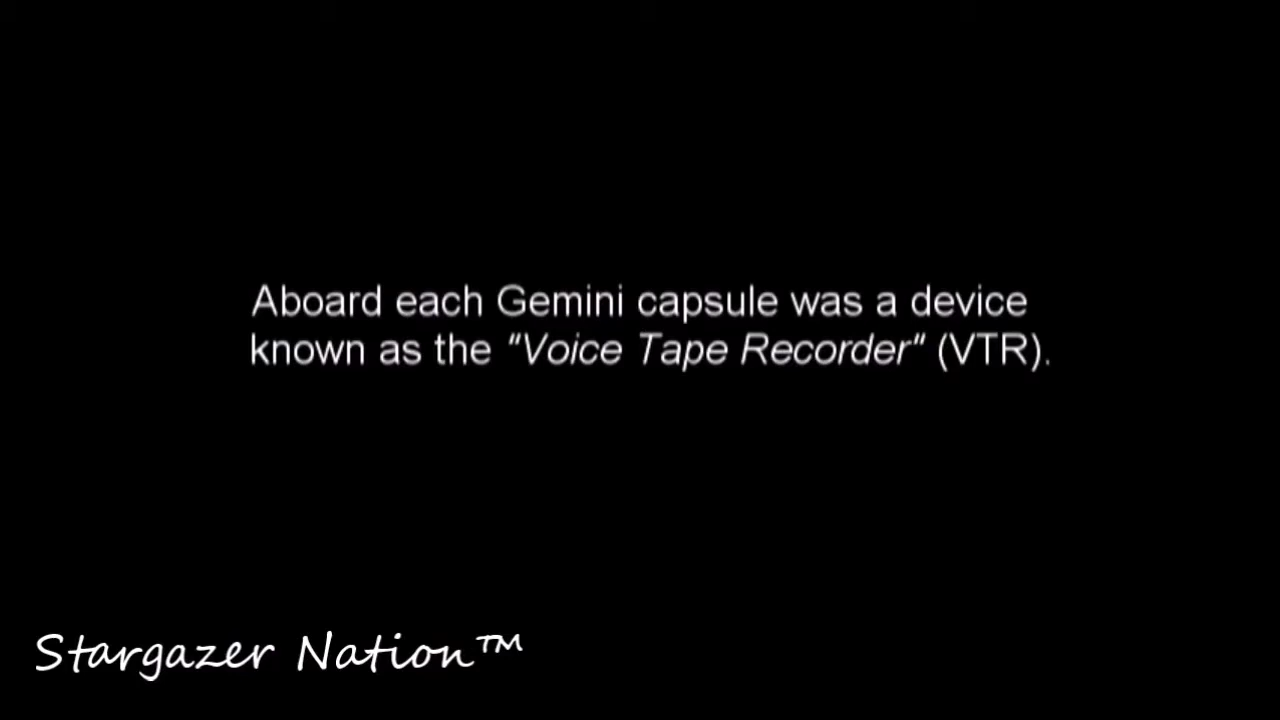 Aboard each Gemini capsule was a device
known as the "Voice Tape Recorder" (VTR).
Stargazer Nation™